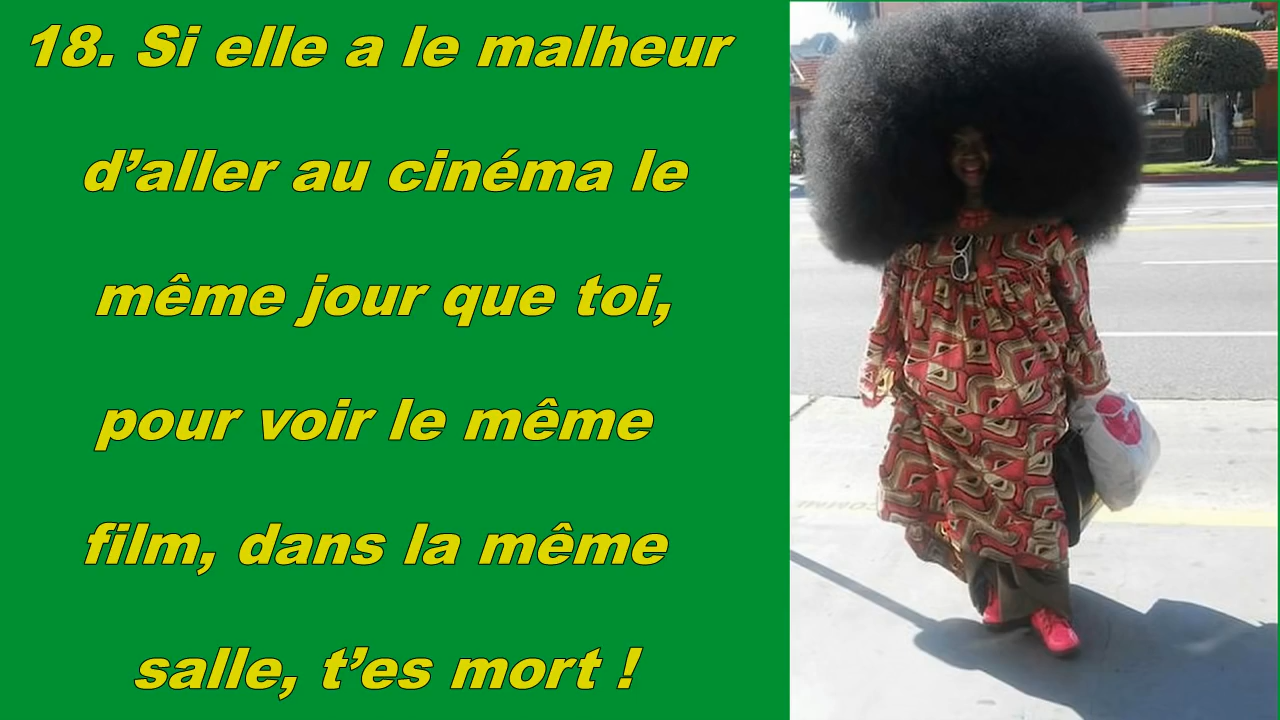 18. Si elle a le malheur
d’aller au cinéma le
même jour que toi,
pour voir le même
film, dans la même
salle, t’es mort !